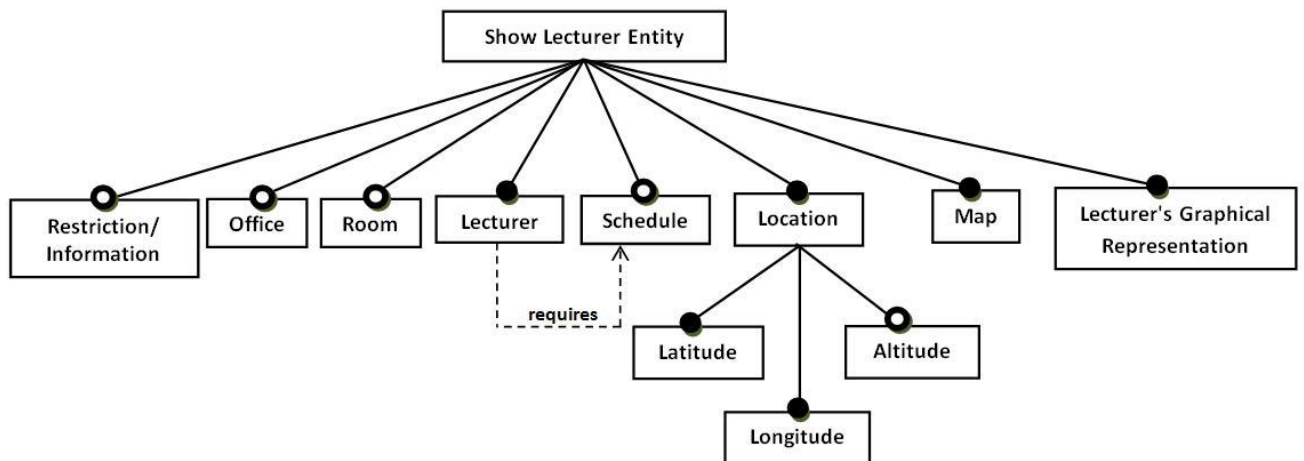 Show Lecturer Entity
Restriction/
Information
Office
Room
Lecturer
Schedule
Location
Map
Lecturer's Graphical
Representation
requires
Latitude
Altitude
Longitude